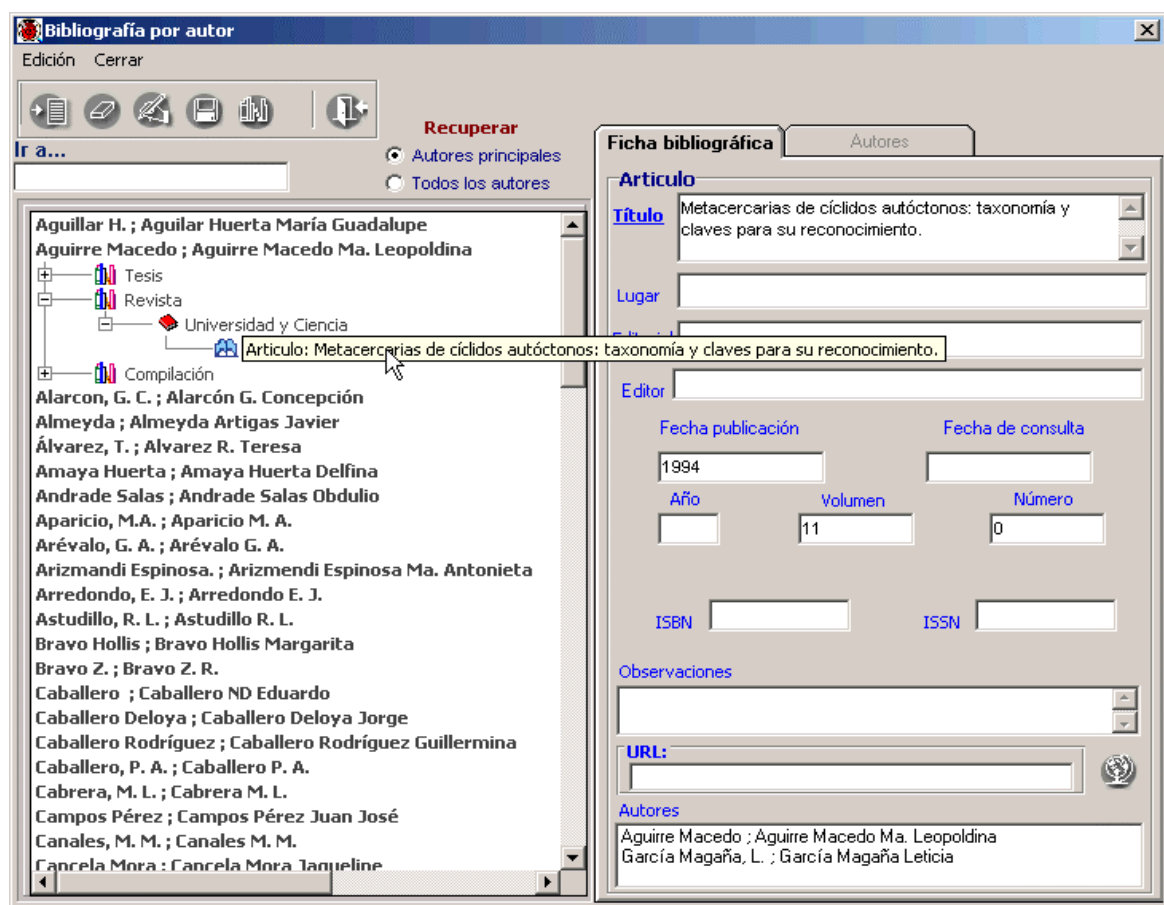 Bibliografía por autor
Edición Cerrar
Recuperar
Ir a...
Autores principales
Todos los autores
Aguillar H. ; Aguilar Huerta María Guadalupe
Aguirre Macedo ; Aguirre Macedo Ma. Leopoldina
Tesis
Revista
Universidad y Ciencia
Articulo: Metacercarias de cíclidos autóctonos: taxonomía y claves para su reconocimiento.
Compilación
Alarcon, G. C. ; Alarcón G. Concepción
Almeyda ; Almeyda Artigas Javier
Álvarez, T. ; Alvarez R. Teresa
Amaya Huerta ; Amaya Huerta Delfina
Andrade Salas ; Andrade Salas Obdulio
Aparicio, M.A. ; Aparicio M. A.
Arévalo, G. A. ; Arévalo G. A.
Arizmandi Espinosa. ; Arizmendi Espinosa Ma. Antonieta
Arredondo, E. J. ; Arredondo E. J.
Astudillo, R. L. ; Astudillo R. L.
Bravo Hollis ; Bravo Hollis Margarita
Bravo Z. ; Bravo Z. R.
Caballero ; Caballero ND Eduardo
Caballero Deloya ; Caballero Deloya Jorge
Caballero Rodríguez ; Caballero Rodríguez Guillermina
Caballero, P. A. ; Caballero P. A.
Cabrera, M. L. ; Cabrera M. L.
Campos Pérez ; Campos Pérez Juan José
Canales, M. M. ; Canales M. M.
Cancela Mora ; Cancela Mora Jaqueline
Ficha bibliográfica
Autores
Articulo
Título
Metacercarias de cíclidos autóctonos: taxonomía y
claves para su reconocimiento.
Lugar
Editor
Fecha publicación Fecha de consulta
1994
Año Volumen Número
11 0
ISBN ISSN
Observaciones
URL:
Autores
Aguirre Macedo ; Aguirre Macedo Ma. Leopoldina
García Magaña, L. ; García Magaña Leticia